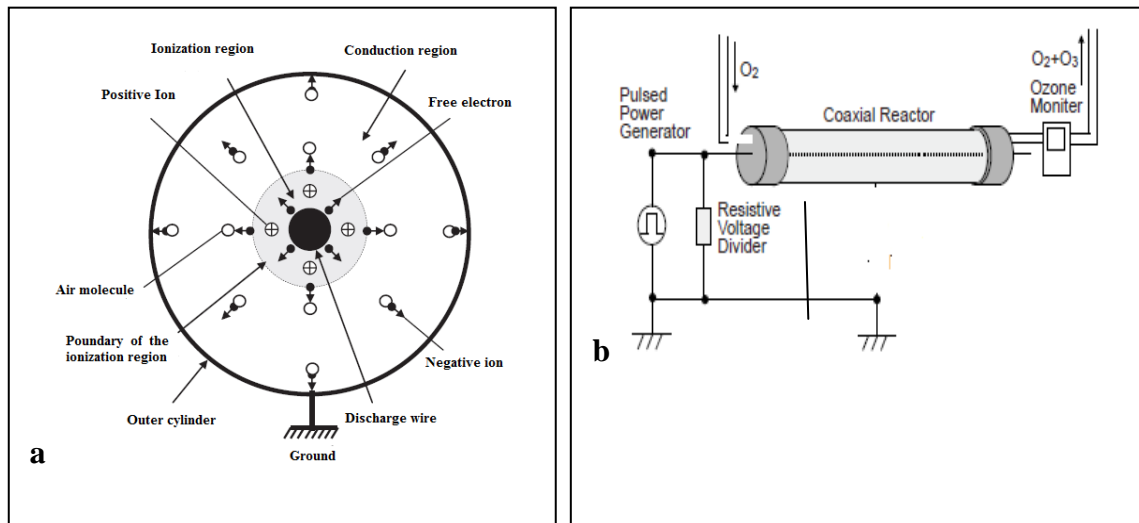 Ionization region
Conduction region
Positive Ion
Free electron
Air molecule
Poundary of the
ionization region
Negative ion
Outer cylinder
Discharge wire
Ground
a
O2
O2+O3
Ozone
Moniter
Pulsed
Power
Generator
Coaxial Reactor
Resistive
Voltage
Divider
b